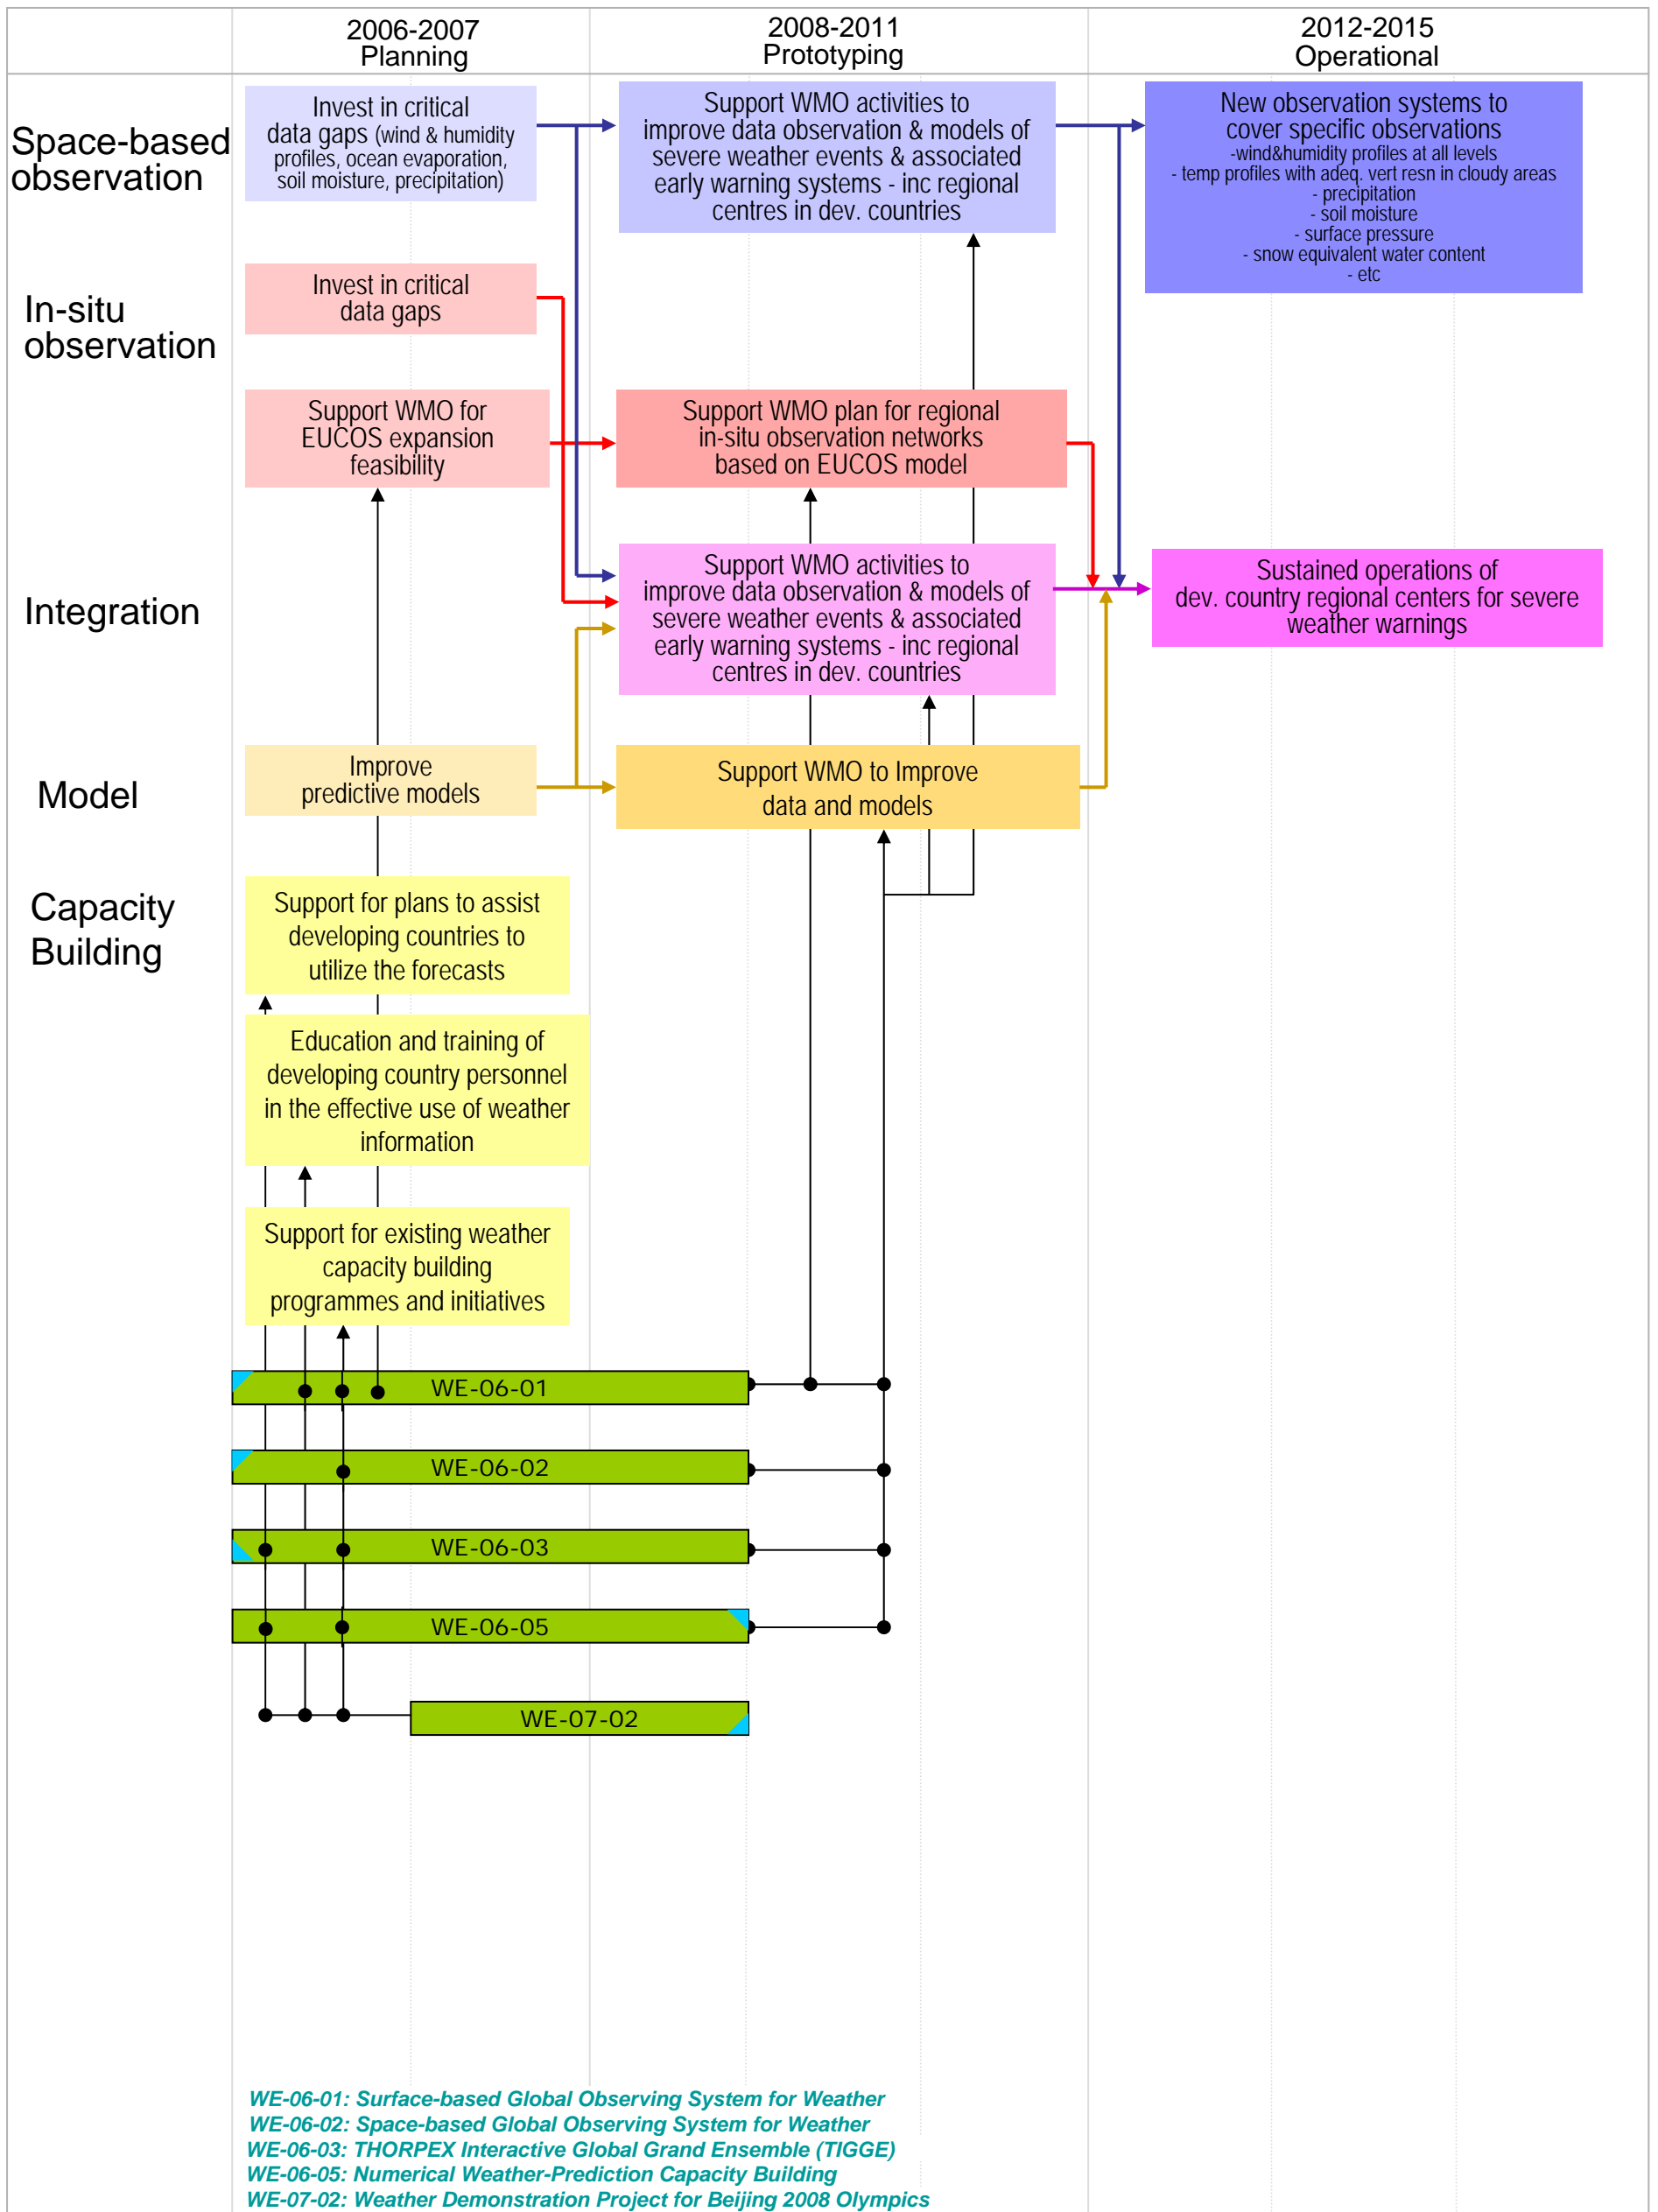 2006-2007
Planning
2008-2011
Prototyping
2012-2015
Operational
Space-based
observation
Invest in critical
data gaps (wind & humidity
profiles, ocean evaporation,
soil moisture, precipitation)
Support WMO activities to
improve data observation & models of
severe weather events & associated
early warning systems - inc regional
centres in dev. countries
New observation systems to
cover specific observations
-wind&humidity profiles at all levels
- temp profiles with adeq. vert resn in cloudy areas
- precipitation
- soil moisture
- surface pressure
- snow equivalent water content
- etc
In-situ
observation
Invest in critical
data gaps
Support WMO for
EUCOS expansion
feasibility
Support WMO plan for regional
in-situ observation networks
based on EUCOS model
Integration
Support WMO activities to
improve data observation & models of
severe weather events & associated
early warning systems - inc regional
centres in dev. countries
Sustained operations of
dev. country regional centers for severe
weather warnings
Model
Improve
predictive models
Support WMO to Improve
data and models
Capacity
Building
Support for plans to assist
developing countries to
utilize the forecasts
Education and training of
developing country personnel
in the effective use of weather
information
Support for existing weather
capacity building
programmes and initiatives
WE-06-01
WE-06-02
WE-06-03
WE-06-05
WE-07-02
WE-06-01: Surface-based Global Observing System for Weather
WE-06-02: Space-based Global Observing System for Weather
WE-06-03: THORPEX Interactive Global Grand Ensemble (TIGGE)
WE-06-05: Numerical Weather-Prediction Capacity Building
WE-07-02: Weather Demonstration Project for Beijing 2008 Olympics